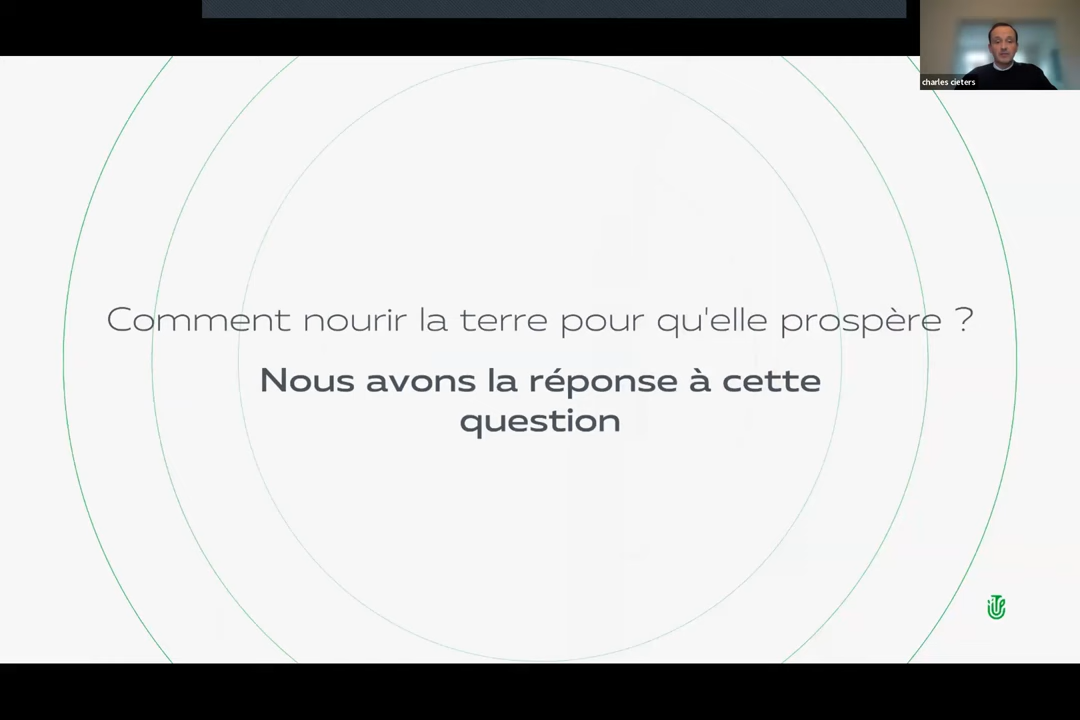 charles cieters
Comment nourir la terre pour qu'elle prospère ?
Nous avons la réponse à cette
question